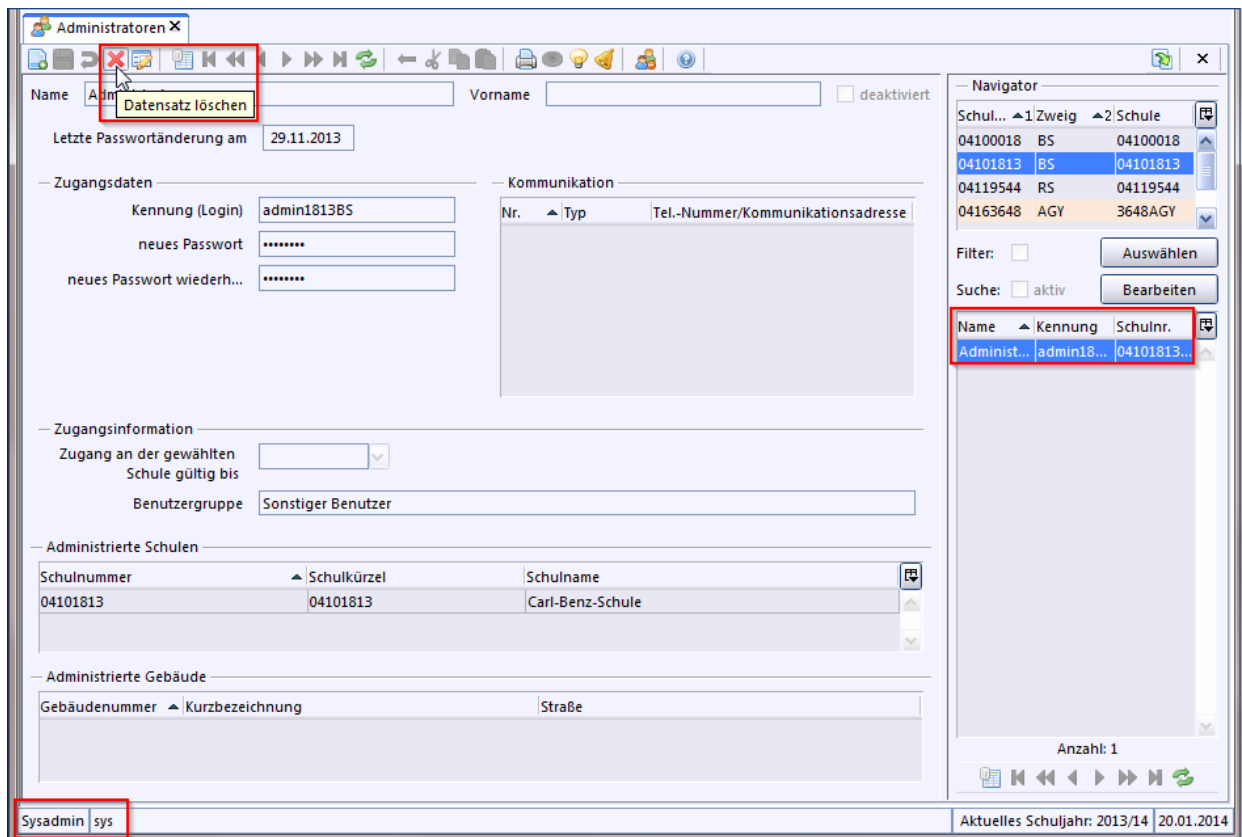 Administratoren
Name Vorname deaktiviert
Datensatz löschen
Letzte Passwortänderung am 29.11.2013
Zugangsdaten
Kennung (Login) admin1813BS
neues Passwort ••••••••
neues Passwort wiederh... ••••••••
Kommunikation
Nr. Typ Tel.-Nummer/Kommunikationsadresse
Zugangsinformation
Zugang an der gewählten
Schule gültig bis
Benutzergruppe Sonstiger Benutzer
Administrierte Schulen
Schulnummer Schulkürzel Schulname
04101813 04101813 Carl-Benz-Schule
Administrierte Gebäude
Gebäudenummer Kurzbezeichnung Straße
Navigator
Schul... 1 Zweig 2 Schule
04100018 BS 04100018
04101813 BS 04101813
04119544 RS 04119544
04163648 AGY 3648AGY
Filter: Auswählen
Suche: aktiv Bearbeiten
Name Kennung Schulnr.
Administ... admin18... 04101813...
Anzahl: 1
Sysadmin sys
Aktuelles Schuljahr: 2013/14 20.01.2014